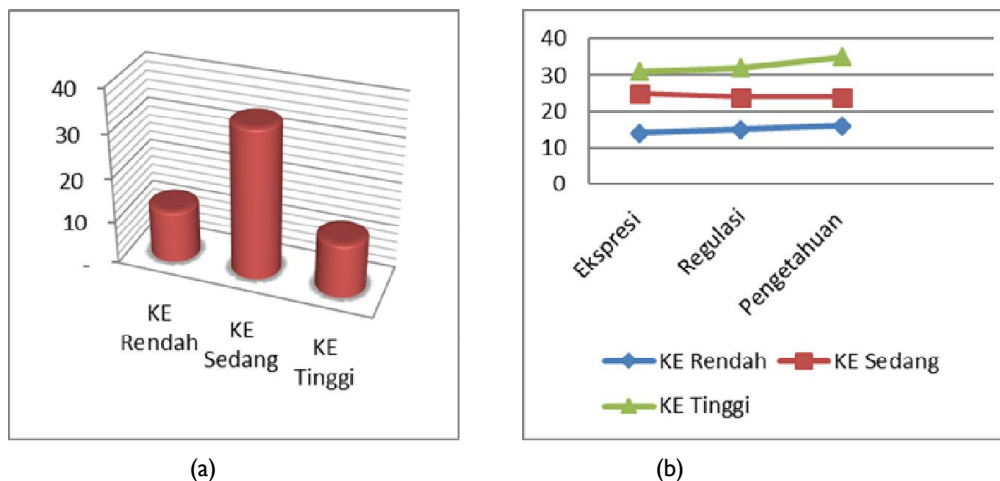 40
30
20
10
-
KE
Rendah
KE
Sedang
KE
Tinggi
(a)
40
30
20
10
0
Ekspresi
Regulasi
Pengetahuan
KE Rendah
KE Sedang
KE Tinggi
(b)